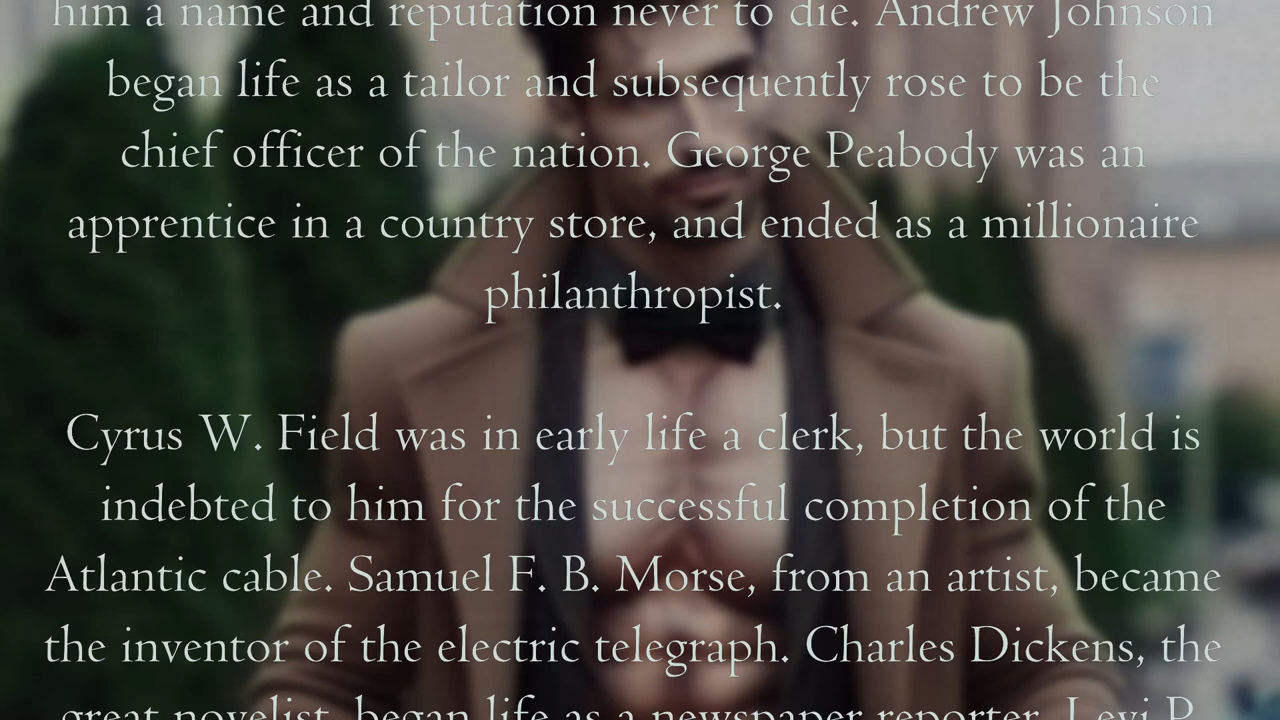 him a name and reputation never to die. Andrew Johnson
began life as a tailor and subsequently rose to be the
chief officer of the nation. George Peabody was an
apprentice in a country store, and ended as a millionaire
philanthropist.
Cyrus W. Field was in early life a clerk, but the world is
indebted to him for the successful completion of the
Atlantic cable. Samuel F. B. Morse, from an artist, became
the inventor of the electric telegraph. Charles Dickens, the
great novelist, began life as a newspaper reporter. Levi P.